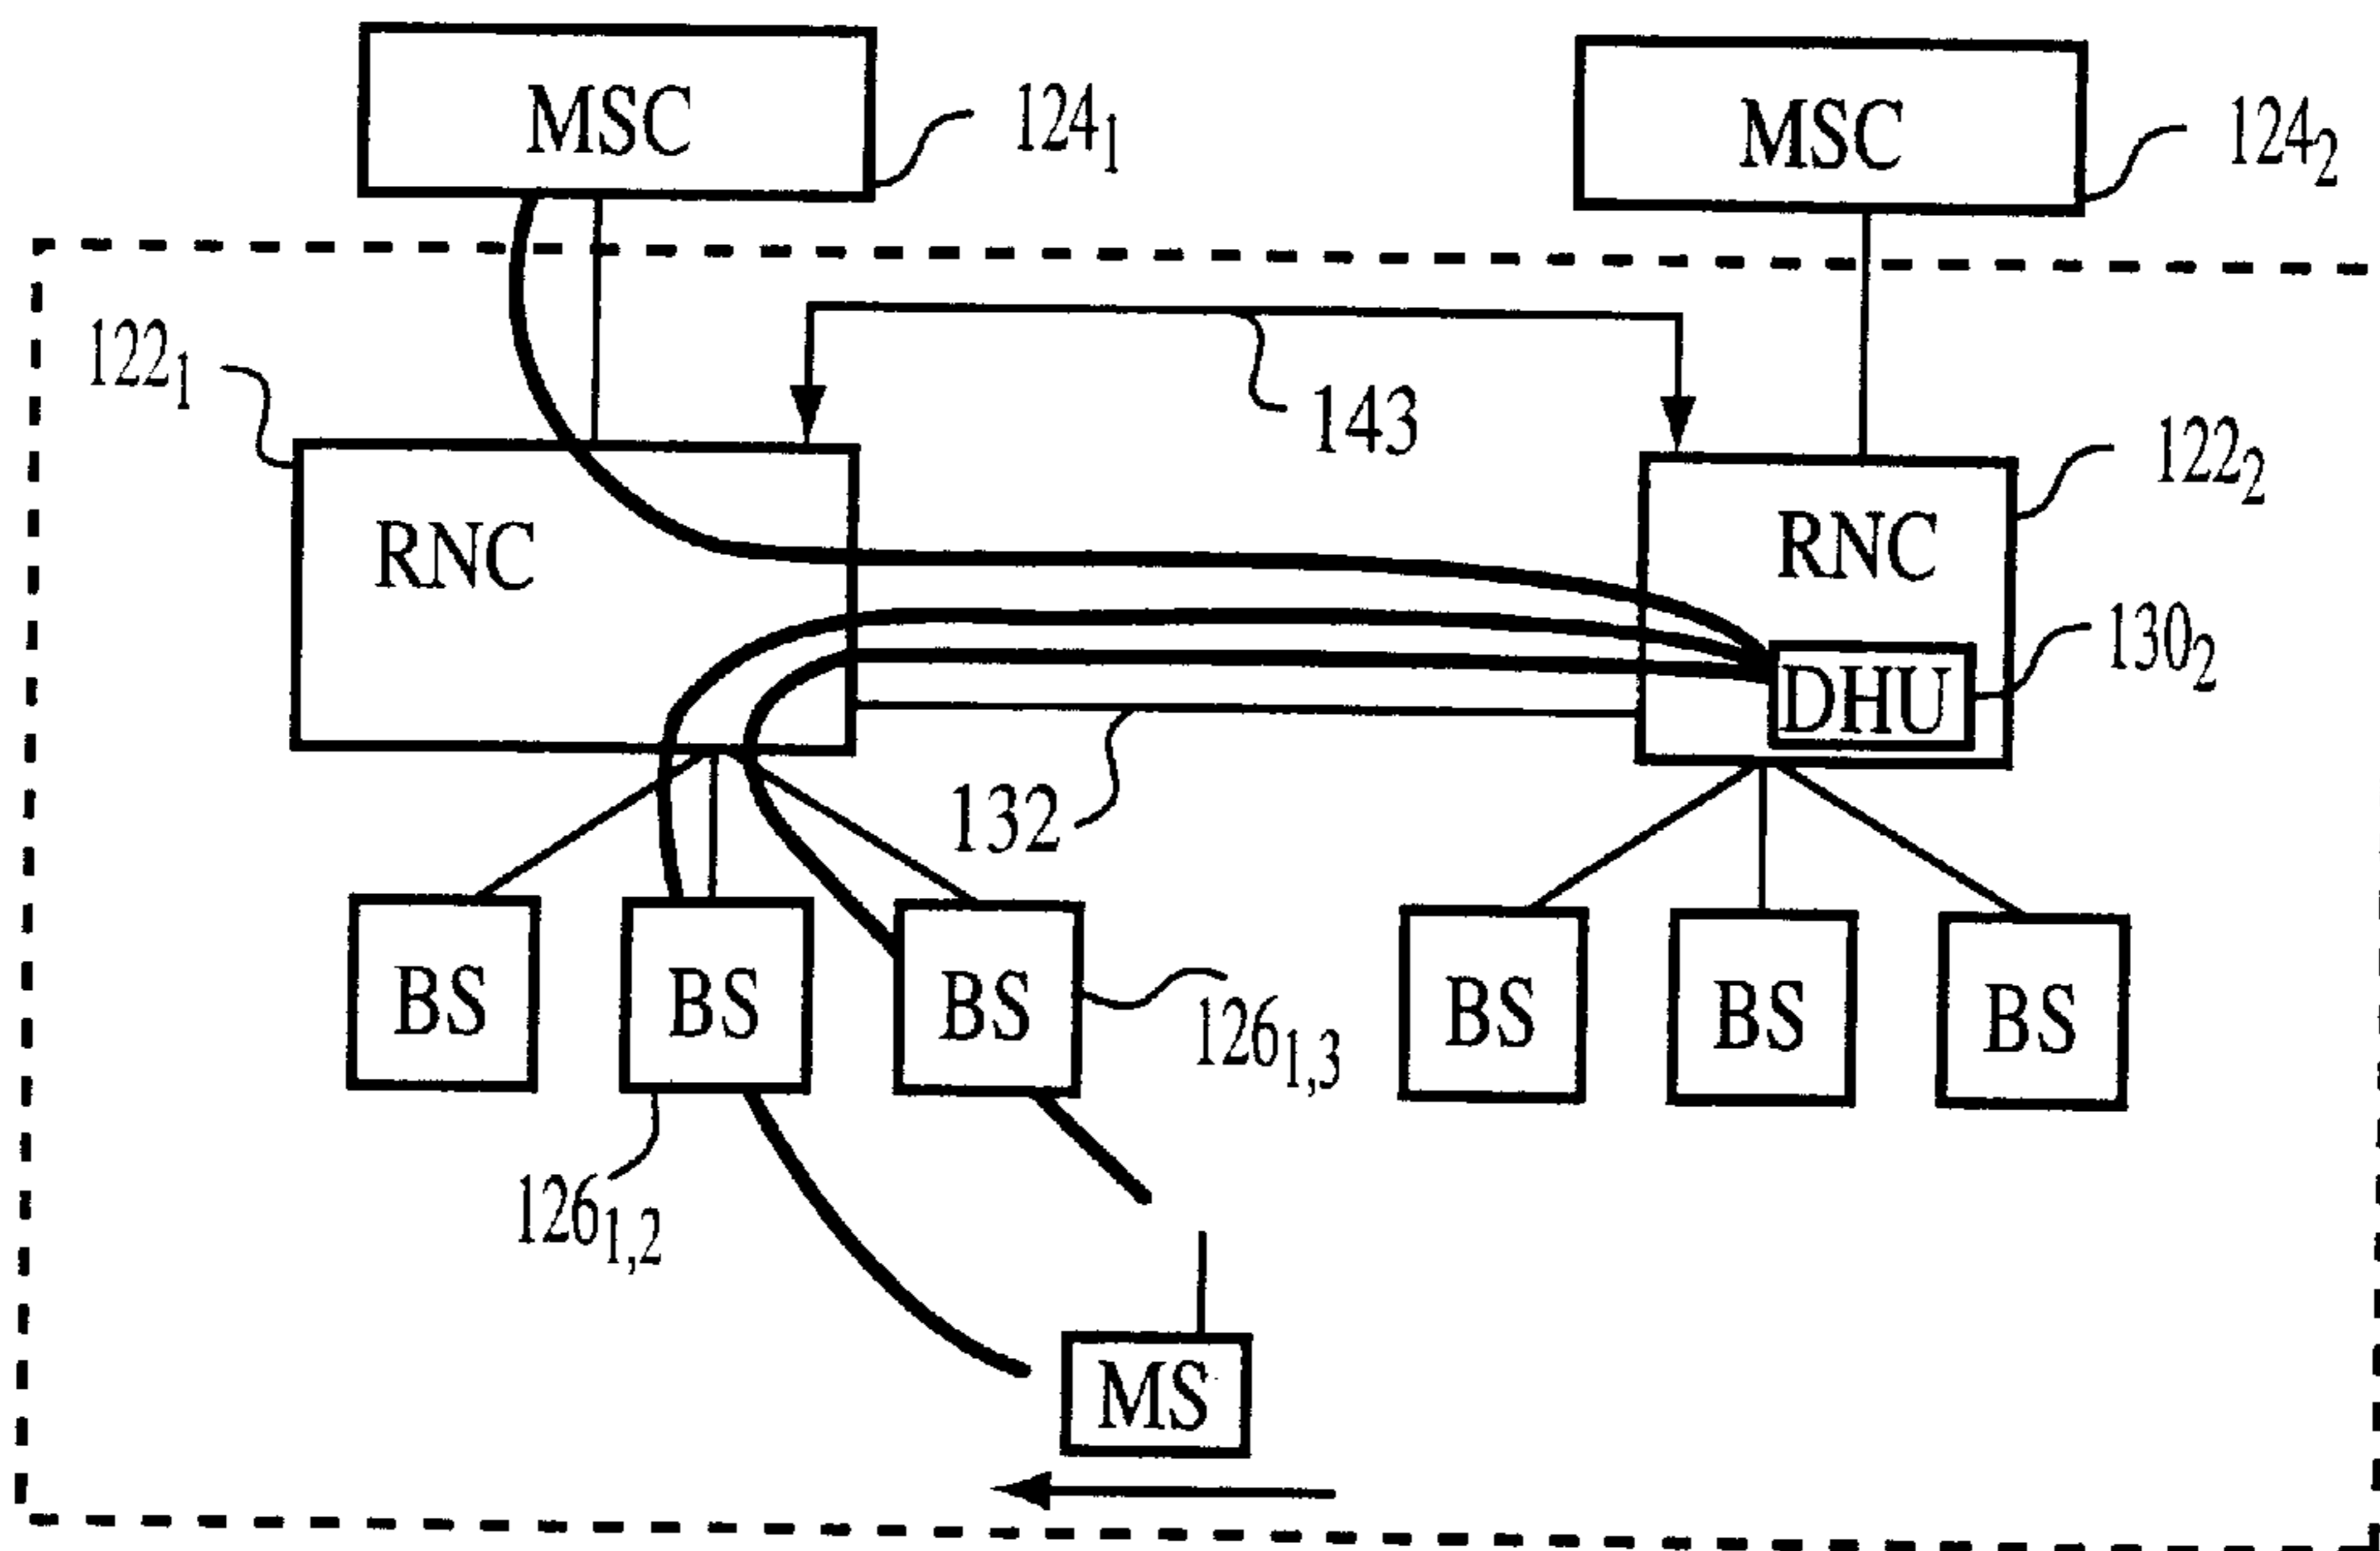 MSC
124₁
MSC
124₂
122₁
143
RNC
122₂
RNC
130₂
DHU
132
BS
BS
BS
126₁,₃
BS
BS
BS
126₁,₂
MS